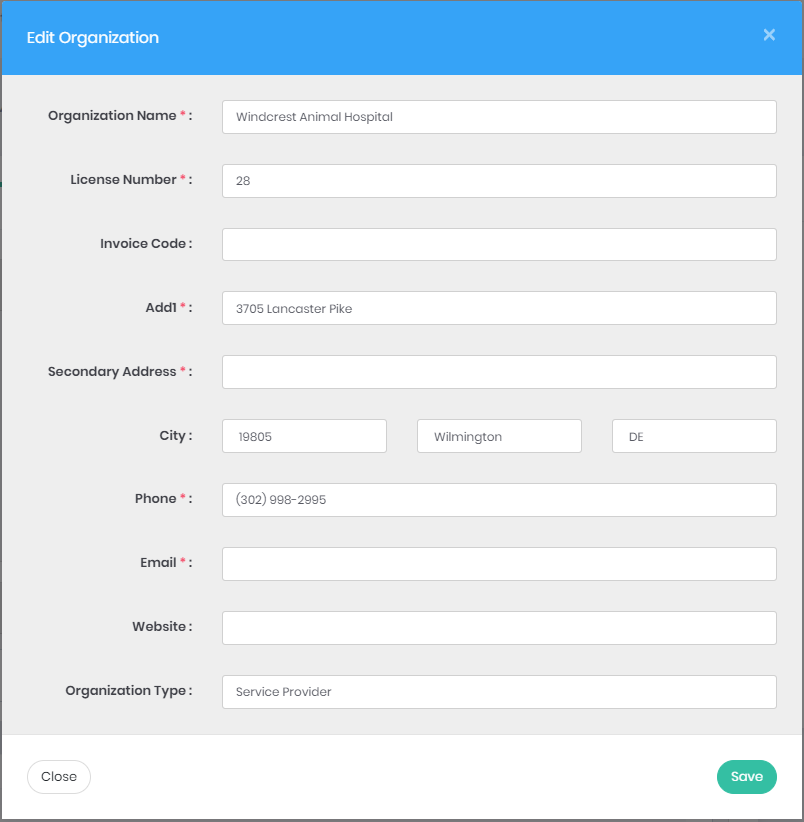 Edit Organization ×
Organization Name * : Windcrest Animal Hospital
License Number * : 28
Invoice Code :
Add1 * : 3705 Lancaster Pike
Secondary Address * :
City : 19805 Wilmington DE
Phone * : (302) 998-2995
Email * :
Website :
Organization Type : Service Provider
Close Save